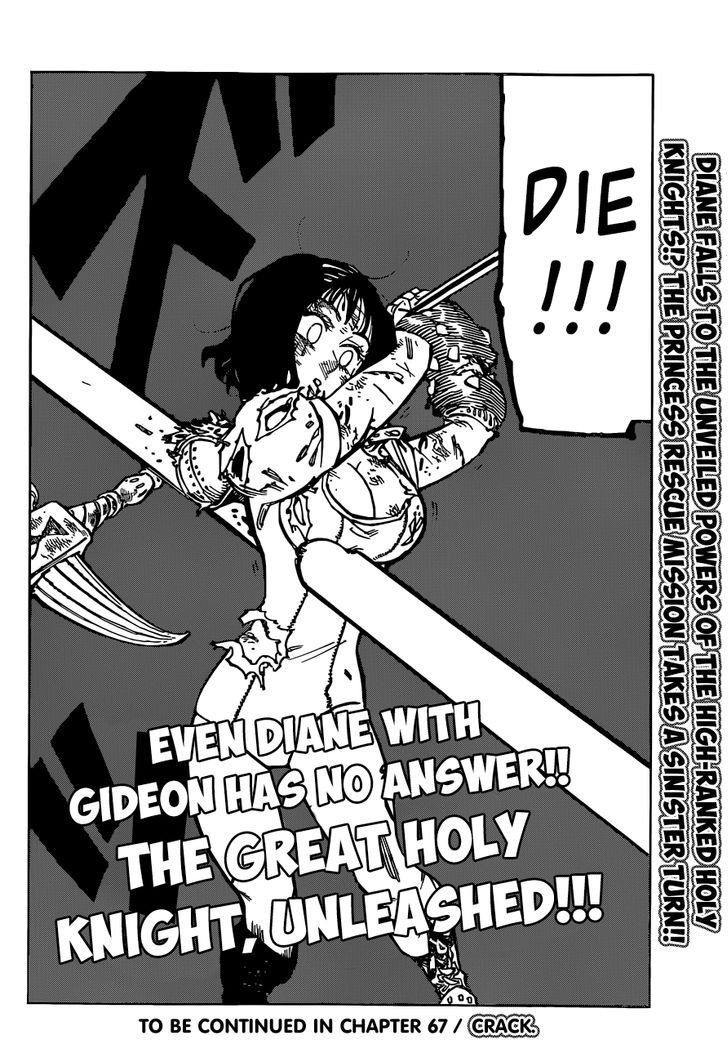 DIE
!!!
DIANE FALLS TO THE UNVEILED POWERS OF THE HIGH-RANKED HOLY
KNIGHTS!? THE PRINCESS RESCUE MISSION TAKES A SINISTER TURN!!
EVEN DIANE WITH
GIDEON HAS NO ANSWER!!
THE GREAT HOLY
KNIGHT, UNLEASHED!!!
TO BE CONTINUED IN CHAPTER 67 / CRACK.